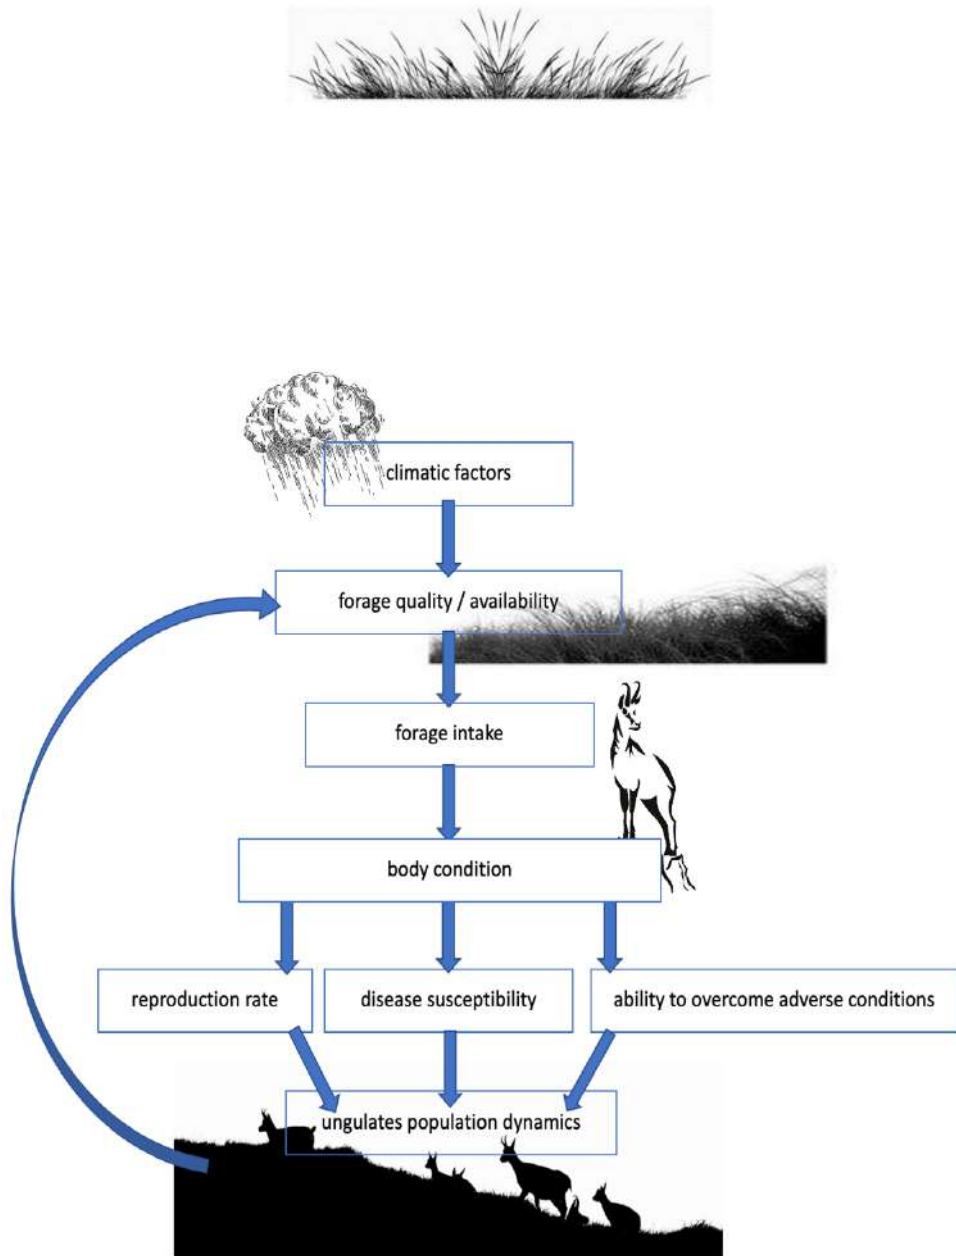 climatic factors
forage quality / availability
forage intake
body condition
reproduction rate
disease susceptibility
ability to overcome adverse conditions
ungulates population dynamics